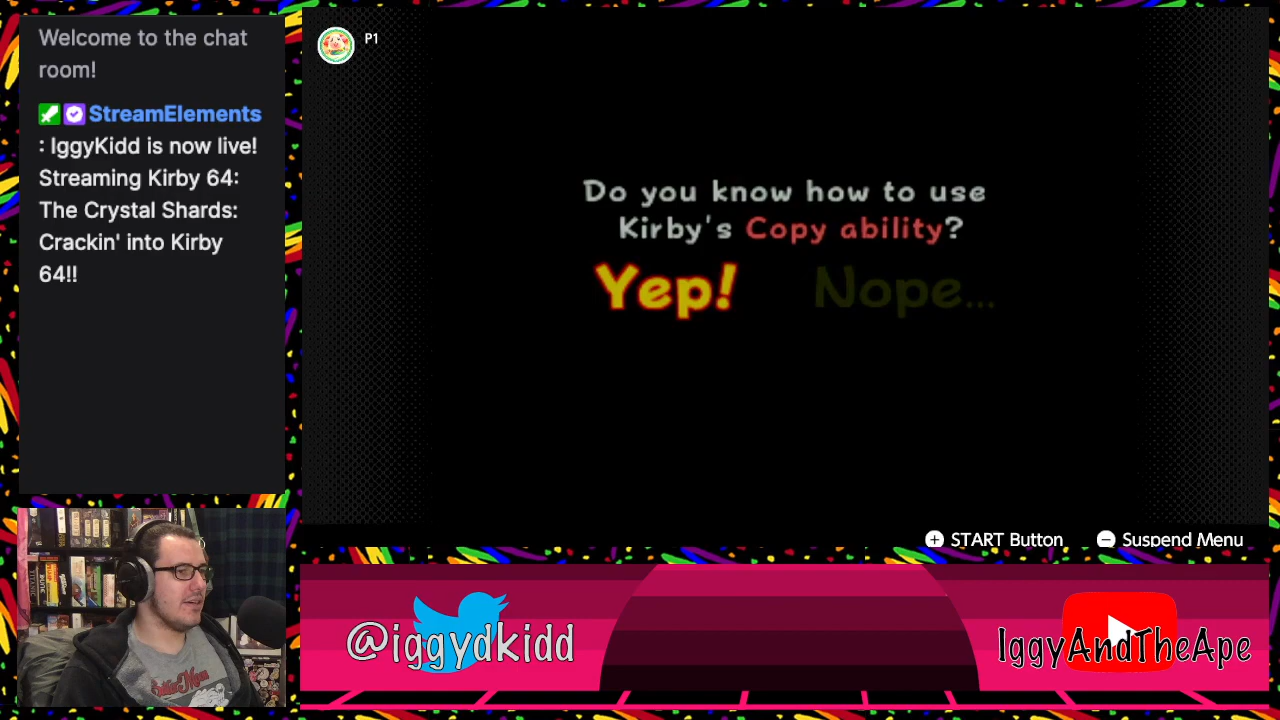 Welcome to the chat
room!
StreamElements
: IggyKidd is now live!
Streaming Kirby 64:
The Crystal Shards:
Crackin' into Kirby
64!!
P1
Do you know how to use
Kirby's Copy ability?
Yep! Nope...
START Button
Suspend Menu
@iggydkidd
IggyAndTheApe